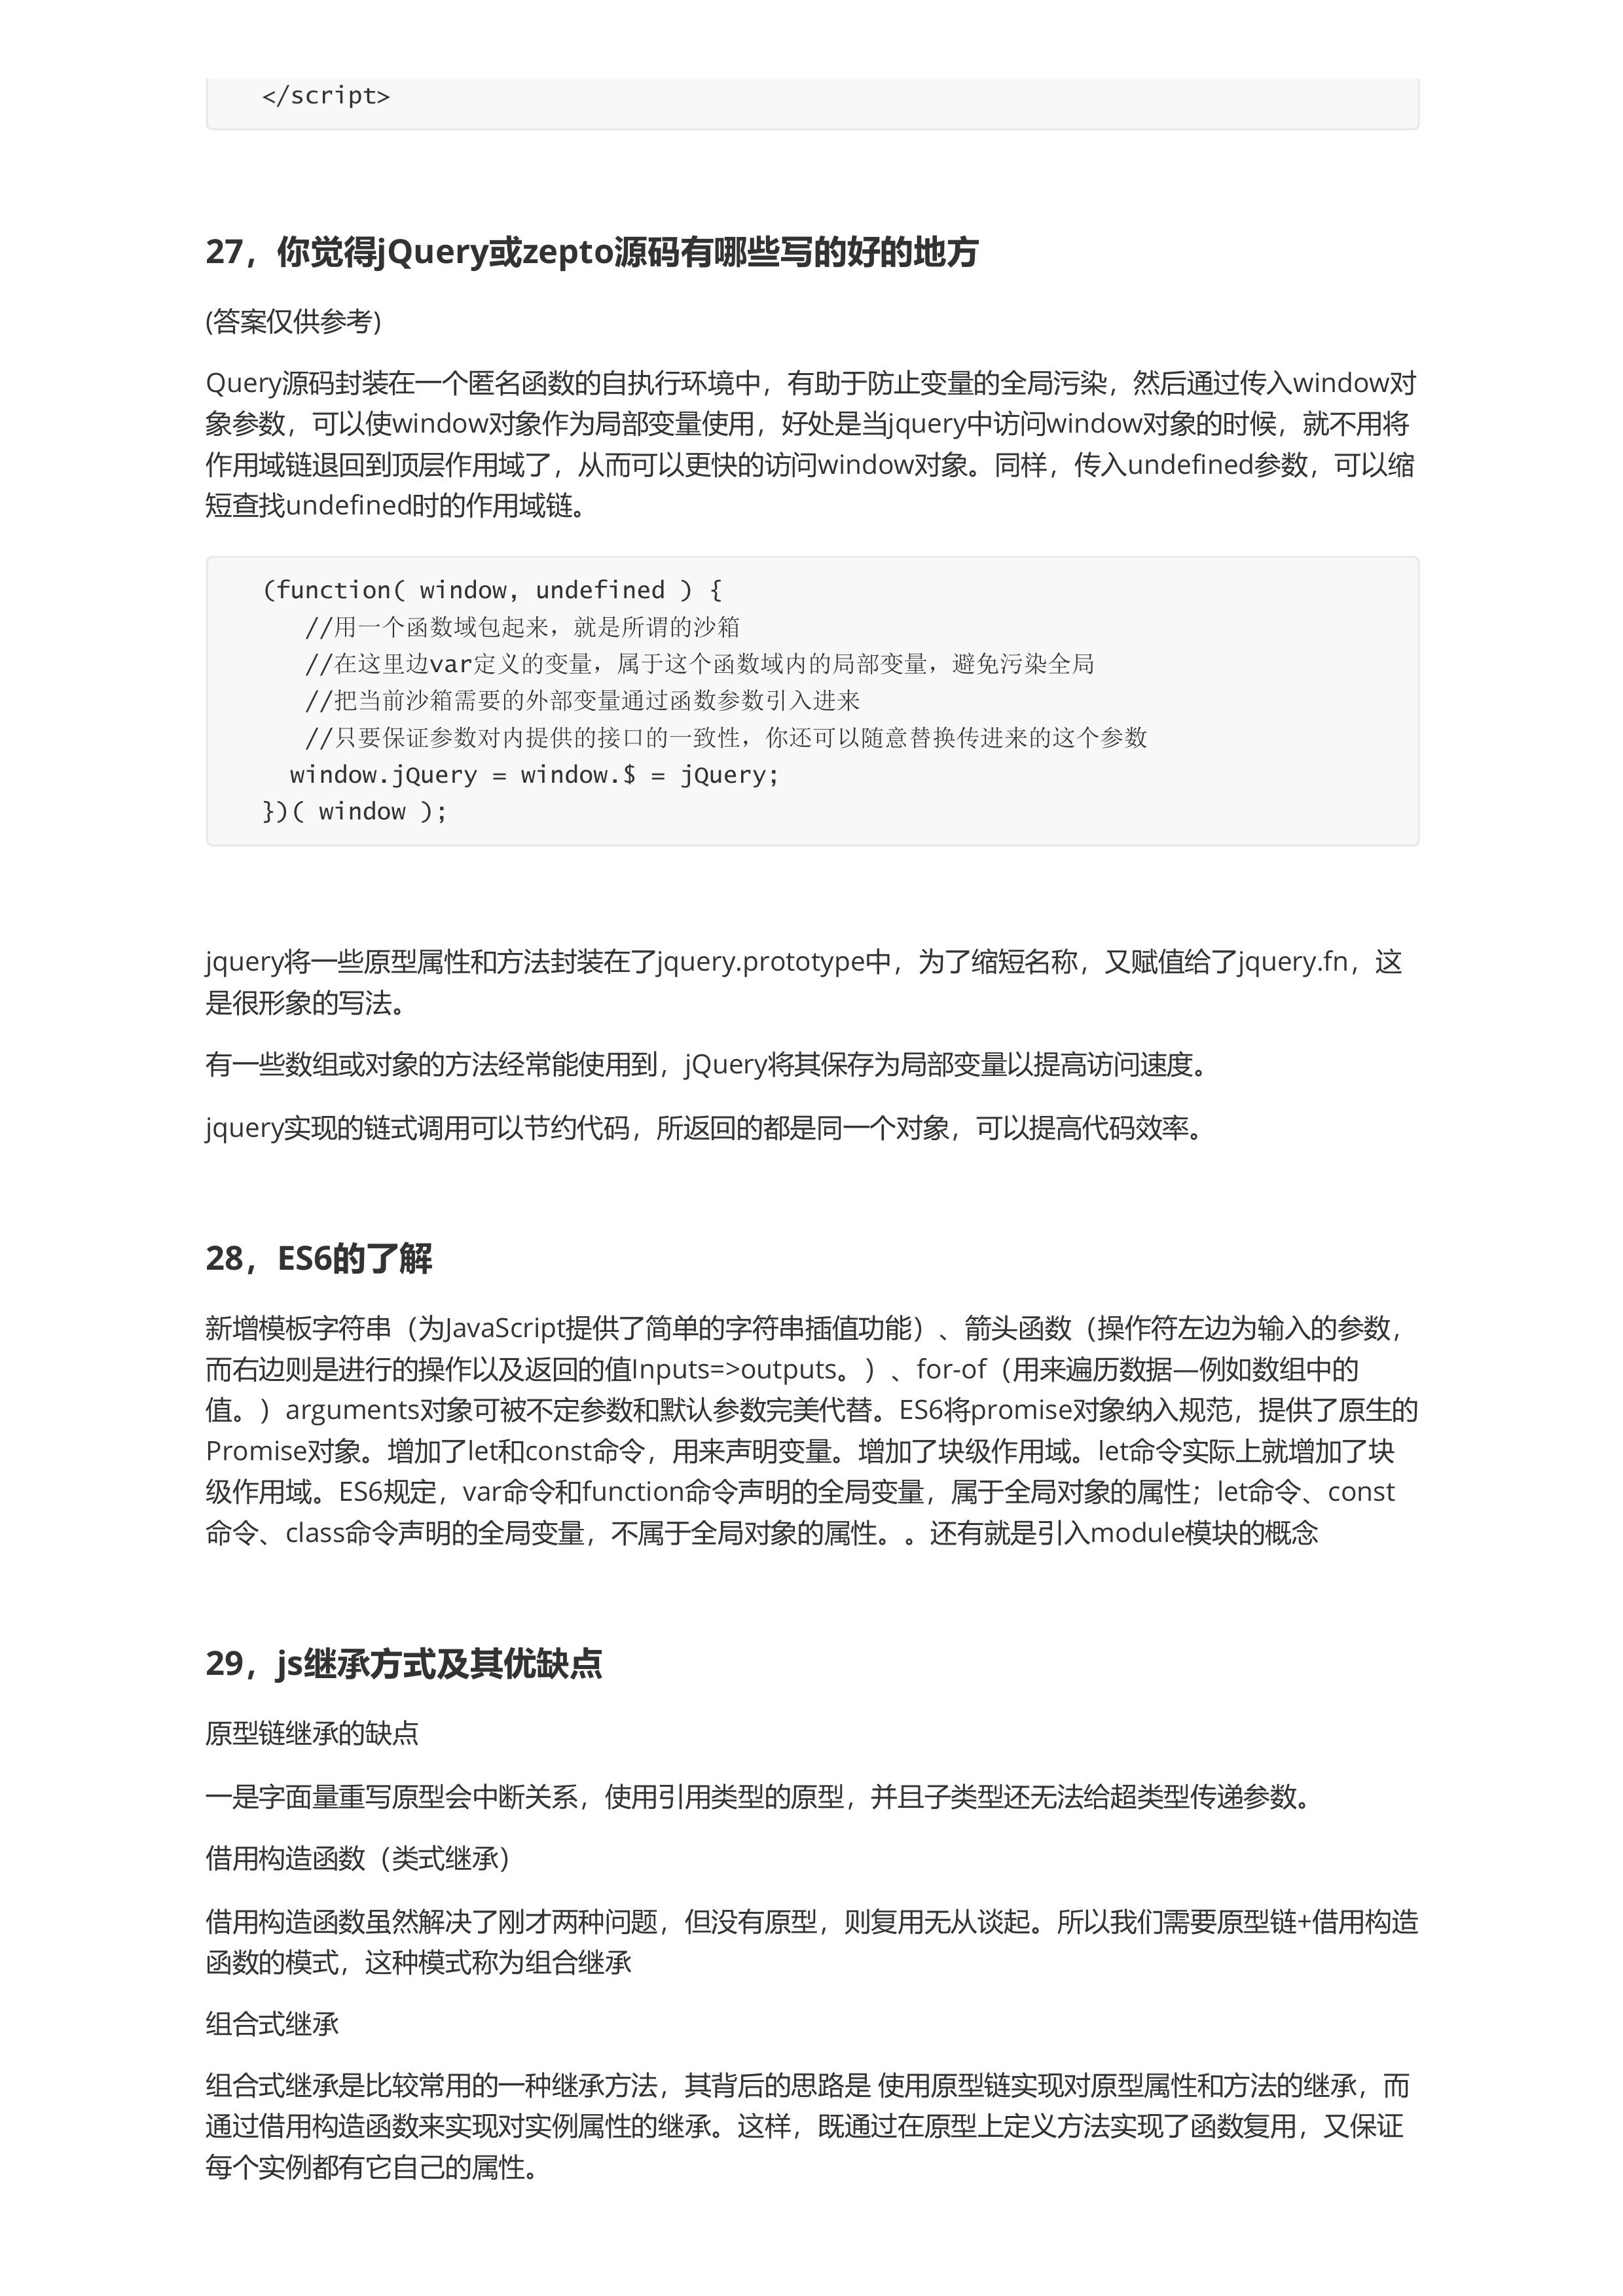 </script>
27，你觉得jQuery或zepto源码有哪些写的好的地方
(答案仅供参考)
Query源码封装在一个匿名函数的自执行环境中，有助于防止变量的全局污染，然后通过传入window对
象参数，可以使window对象作为局部变量使用，好处是当jquery中访问window对象的时候，就不用将
作用域链退回到顶层作用域了，从而可以更快的访问window对象。同样，传入undefined参数，可以缩
短查找undefined时的作用域链。
(function( window, undefined ) {
//用一个函数域包起来，就是所谓的沙箱
//在这里边var定义的变量，属于这个函数域内的局部变量，避免污染全局
//把当前沙箱需要的外部变量通过函数参数引入进来
//只要保证参数对内提供的接口的一致性，你还可以随意替换传进来的这个参数
window.jQuery = window.$ = jQuery;
})( window );
jquery将一些原型属性和方法封装在了jquery.prototype中，为了缩短名称，又赋值给了jquery.fn，这
是很形象的写法。
有一些数组或对象的方法经常能使用到，jQuery将其保存为局部变量以提高访问速度。
jquery实现的链式调用可以节约代码，所返回的都是同一个对象，可以提高代码效率。
28，ES6的了解
新增模板字符串（为JavaScript提供了简单的字符串插值功能）、箭头函数（操作符左边为输入的参数，
而右边则是进行的操作以及返回的值Inputs=>outputs。）、for-of（用来遍历数据—例如数组中的
值。）arguments对象可被不定参数和默认参数完美代替。ES6将promise对象纳入规范，提供了原生的
Promise对象。增加了let和const命令，用来声明变量。增加了块级作用域。let命令实际上就增加了块
级作用域。ES6规定，var命令和function命令声明的全局变量，属于全局对象的属性；let命令、const
命令、class命令声明的全局变量，不属于全局对象的属性。。还有就是引入module模块的概念
29，js继承方式及其优缺点
原型链继承的缺点
一是字面量重写原型会中断关系，使用引用类型的原型，并且子类型还无法给超类型传递参数。
借用构造函数（类式继承）
借用构造函数虽然解决了刚才两种问题，但没有原型，则复用无从谈起。所以我们需要原型链+借用构造
函数的模式，这种模式称为组合继承
组合式继承
组合式继承是比较常用的一种继承方法，其背后的思路是 使用原型链实现对原型属性和方法的继承，而
通过借用构造函数来实现对实例属性的继承。这样，既通过在原型上定义方法实现了函数复用，又保证
每个实例都有它自己的属性。